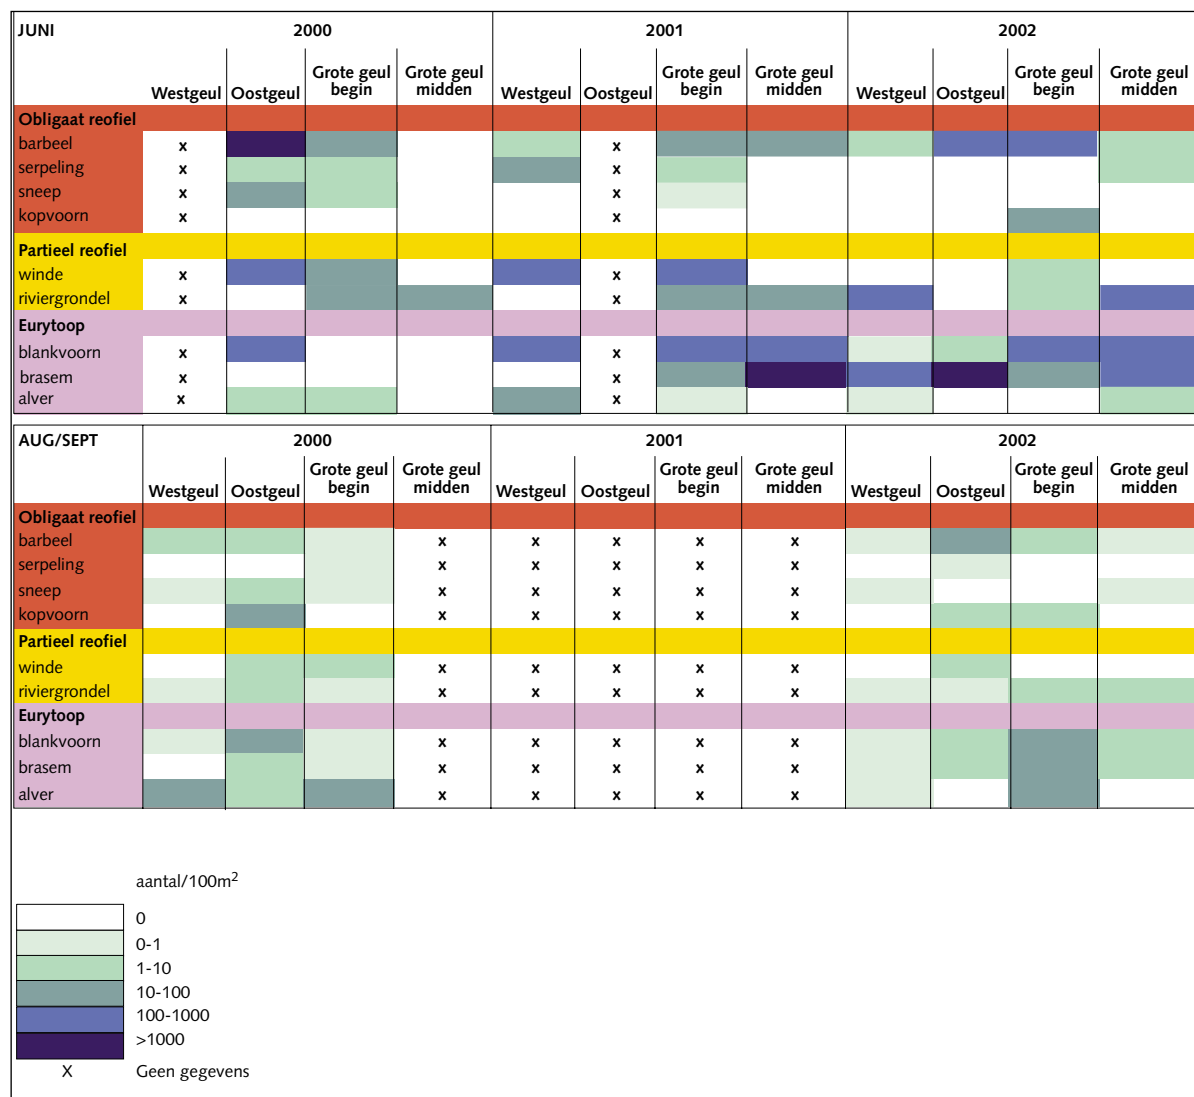 JUNI 2000 2001 2002
Westgeul Oostgeul Grote geul begin Grote geul midden Westgeul Oostgeul Grote geul begin Grote geul midden Westgeul Oostgeul Grote geul begin Grote geul midden
Obligaat reofiel
barbeel x x
serpeling x x
sneep x x
kopvoorn x x
Partieel reofiel
winde x x
riviergrondel x x
Eurytoop
blankvoorn x x
brasem x x
alver x x
AUG/SEPT 2000 2001 2002
Westgeul Oostgeul Grote geul begin Grote geul midden Westgeul Oostgeul Grote geul begin Grote geul midden Westgeul Oostgeul Grote geul begin Grote geul midden
Obligaat reofiel
barbeel x x x x x
serpeling x x x x x
sneep x x x x x
kopvoorn x x x x x
Partieel reofiel
winde x x x x x
riviergrondel x x x x x
Eurytoop
blankvoorn x x x x x
brasem x x x x x
alver x x x x x
aantal/100m²
0
0-1
1-10
10-100
100-1000
>1000
X Geen gegevens